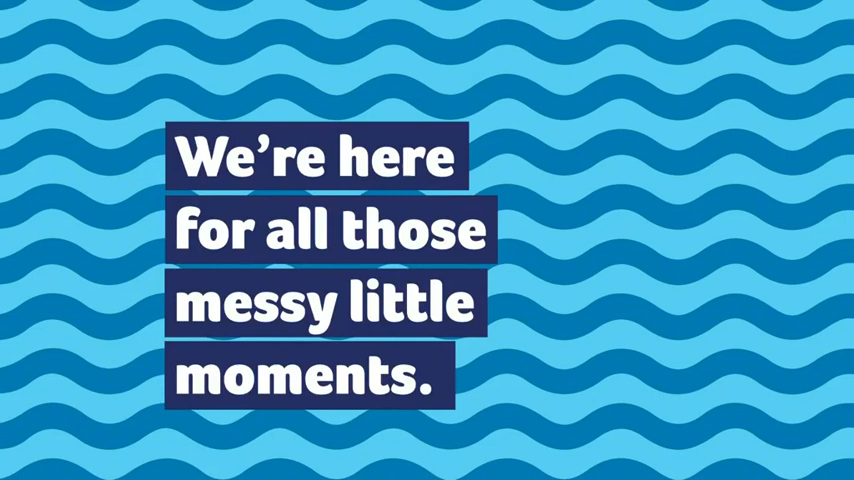 We’re here
for all those
messy little
moments.